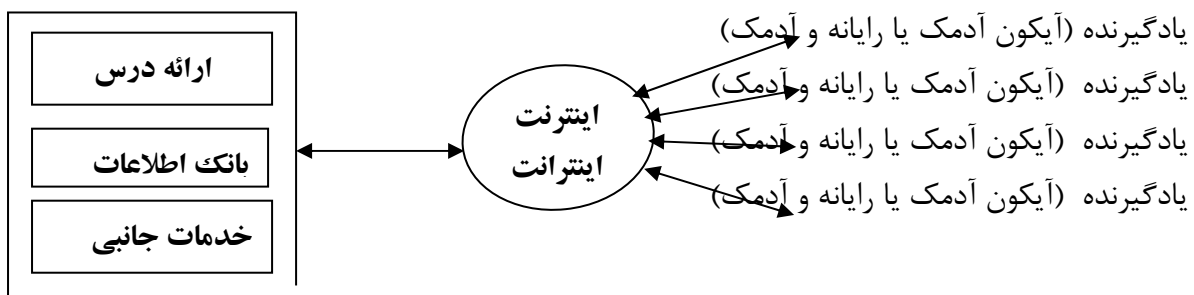 یادگیرنده (آیکون آدمک یا رایانه و آدمک)
یادگیرنده (آیکون آدمک یا رایانه و آدمک)
یادگیرنده (آیکون آدمک یا رایانه و آدمک)
یادگیرنده (آیکون آدمک یا رایانه و آدمک)
اینترنت
اینترانت
ارائه درس
بانک اطلاعات
خدمات جانبی